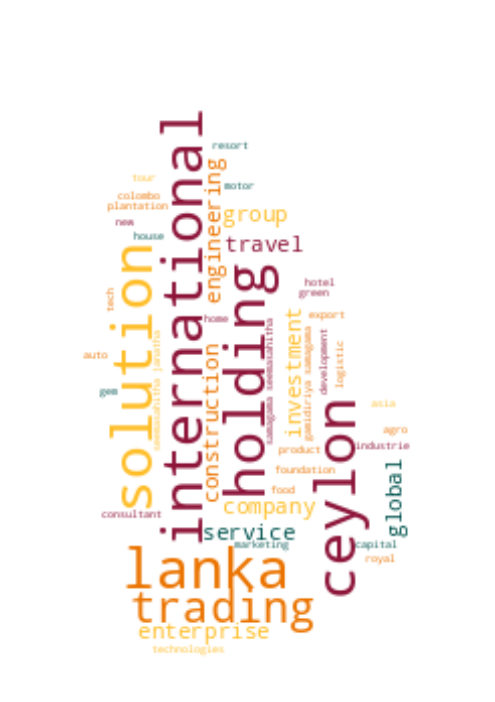 international
resort
tour
engineering
motor
colombo
plantation
group
new
house
travel
solution
holding
hotel
green
tech
home
investment
export
samagama seemasahitha
gamidiriya samagama
development
logistic
seemasahitha janatha
construction
auto
gem
ceylon
asia
agro
industrie
product
global
foundation
food
company
consultant
service
marketing
capital
royal
lanka
trading
enterprise
technologies